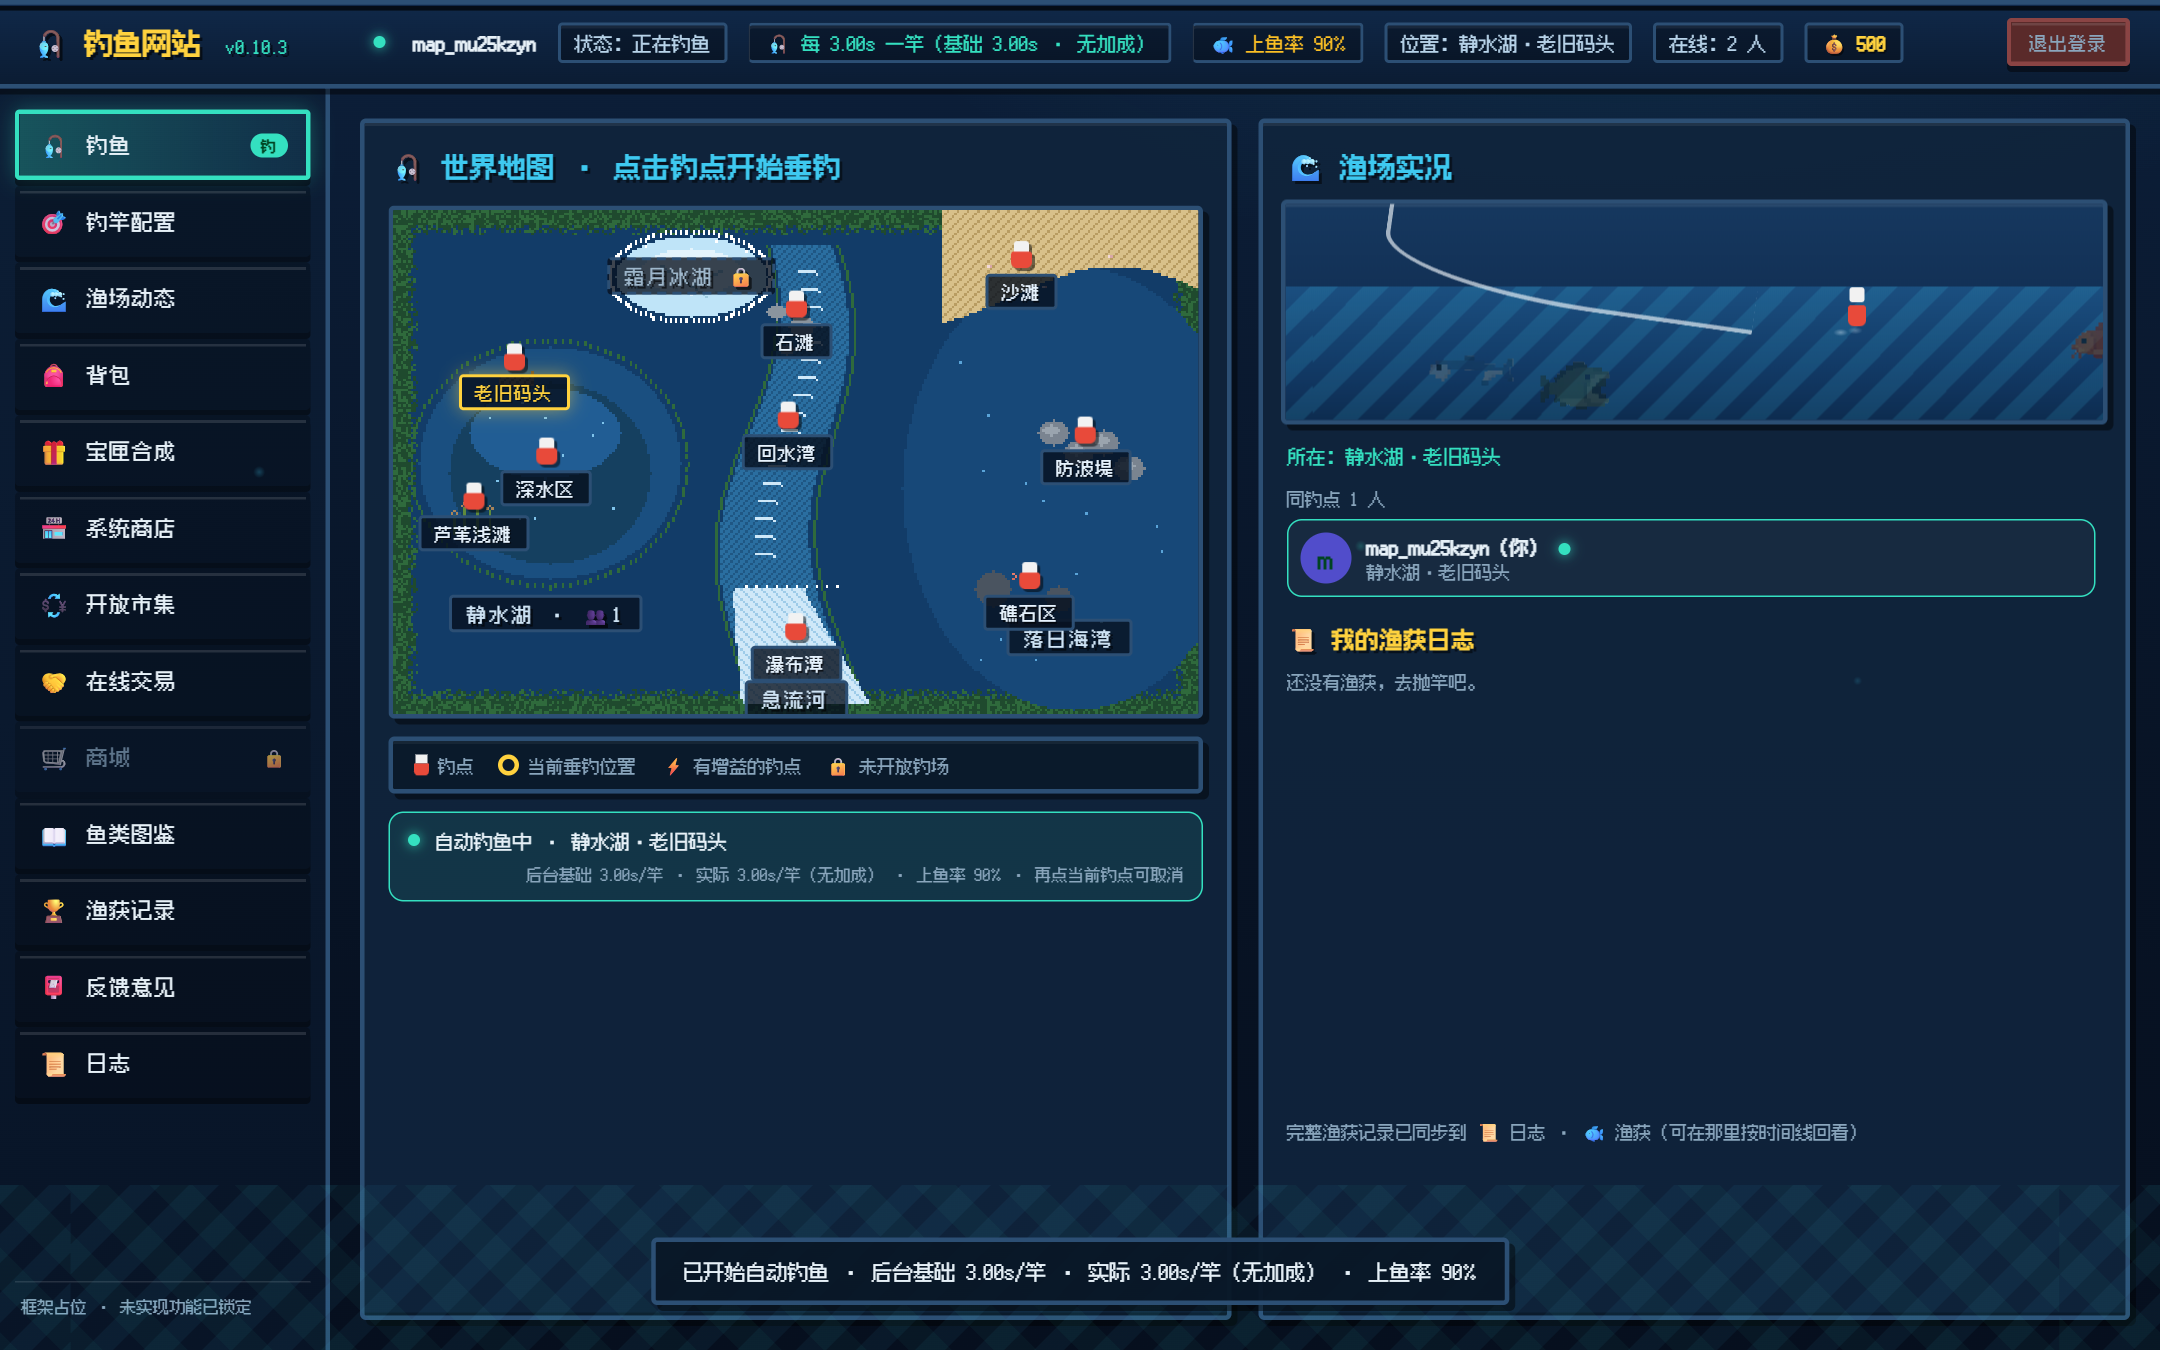 钓鱼网站 v0.10.3
map_mu25kzyn
状态: 正在钓鱼
每 3.00s 一竿 (基础 3.00s · 无加成)
上鱼率 90%
位置: 静水湖·老旧码头
在线: 2 人
500
退出登录
钓鱼 钓
钓竿配置
渔场动态
背包
宝匣合成
系统商店
开放市集
在线交易
商城
鱼类图鉴
渔获记录
反馈意见
日志
框架占位 · 未实现功能已锁定
世界地图 · 点击钓点开始垂钓
霜月冰湖
沙滩
石滩
老旧码头
回水湾
防波堤
深水区
芦苇浅滩
静水湖 · 1
礁石区
落日海湾
瀑布潭
急流河
钓点 当前垂钓位置 有增益的钓点 未开放钓场
自动钓鱼中 · 静水湖·老旧码头
后台基础 3.00s/竿 · 实际 3.00s/竿 (无加成) · 上鱼率 90% · 再点当前钓点可取消
渔场实况
所在: 静水湖·老旧码头
同钓点 1 人
m
map_mu25kzyn (你)
静水湖·老旧码头
我的渔获日志
还没有渔获，去抛竿吧。
完整渔获记录已同步到 日志 · 渔获 (可在那里按时间线回看)
已开始自动钓鱼 · 后台基础 3.00s/竿 · 实际 3.00s/竿 (无加成) · 上鱼率 90%